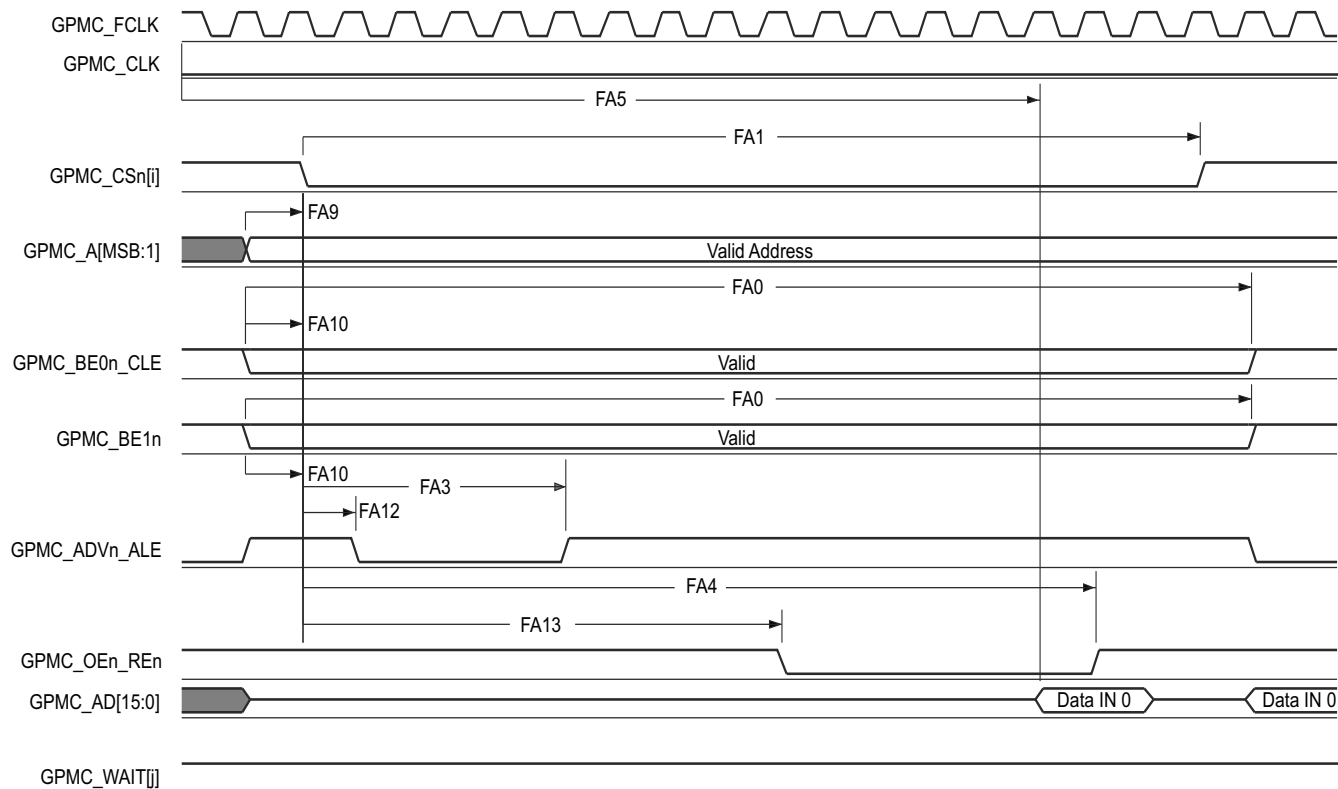 GPMC_FCLK
GPMC_CLK
FA5
FA1
GPMC_CSn[i]
FA9
GPMC_A[MSB:1]
Valid Address
FA0
FA10
GPMC_BE0n_CLE
Valid
FA0
GPMC_BE1n
Valid
FA10
FA3
FA12
GPMC_ADVn_ALE
FA4
FA13
GPMC_OEn_REn
GPMC_AD[15:0]
Data IN 0
Data IN 0
GPMC_WAIT[j]